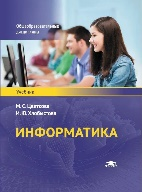 Общеобразовательные
дисциплины
Учебник
М. С. Цветкова
И. Ю. Хлобыстова
ИНФОРМАТИКА